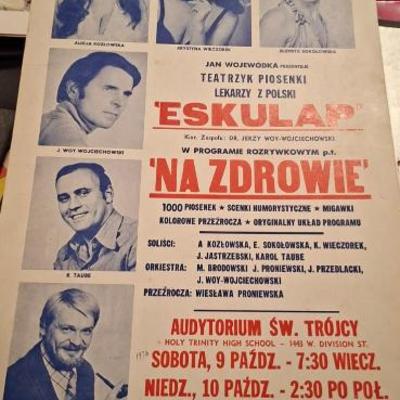 ALICJA KOZŁOWSKA
KRYSTYNA WIECZOREK
ELŻBIETA SOKOŁOWSKA
JAN WOJEWÓDKA PREZENTUJE
TEATRZYK PIOSENKI
LEKARZY Z POLSKI
"ESKULAP"
Kier. Zespołu: DR. JERZY WOY-WOJCIECHOWSKI
W PROGRAMIE ROZRYWKOWYM p.t.
J. WOY-WOJCIECHOWSKI
"NA ZDROWIE"
1000 PIOSENEK ★ SCENKI HUMORYSTYCZNE ★ MIGAWKI
KOLOROWE PRZEŹROCZA ★ ORYGINALNY UKŁAD PROGRAMU
SOLIŚCI: A KOZŁOWSKA, E. SOKOŁOWSKA, K. WIECZOREK,
J. JASTRZEBSKI, KAROL TAUBE
ORKIESTRA: M. BRODOWSKI J. PRONIEWSKI, J. PRZEDLACKI,
J. WOY-WOJCIECHOWSKI
K. TAUBE
PRZEŹROCZA: WIESŁAWA PRONIEWSKA
AUDYTORIUM ŚW. TRÓJCY
HOLY TRINITY HIGH SCHOOL - 1443 W. DIVISION ST.
1976
SOBOTA, 9 PAŹDZ. - 7:30 WIECZ.
NIEDZ., 10 PAŹDZ. - 2:30 PO POŁ.